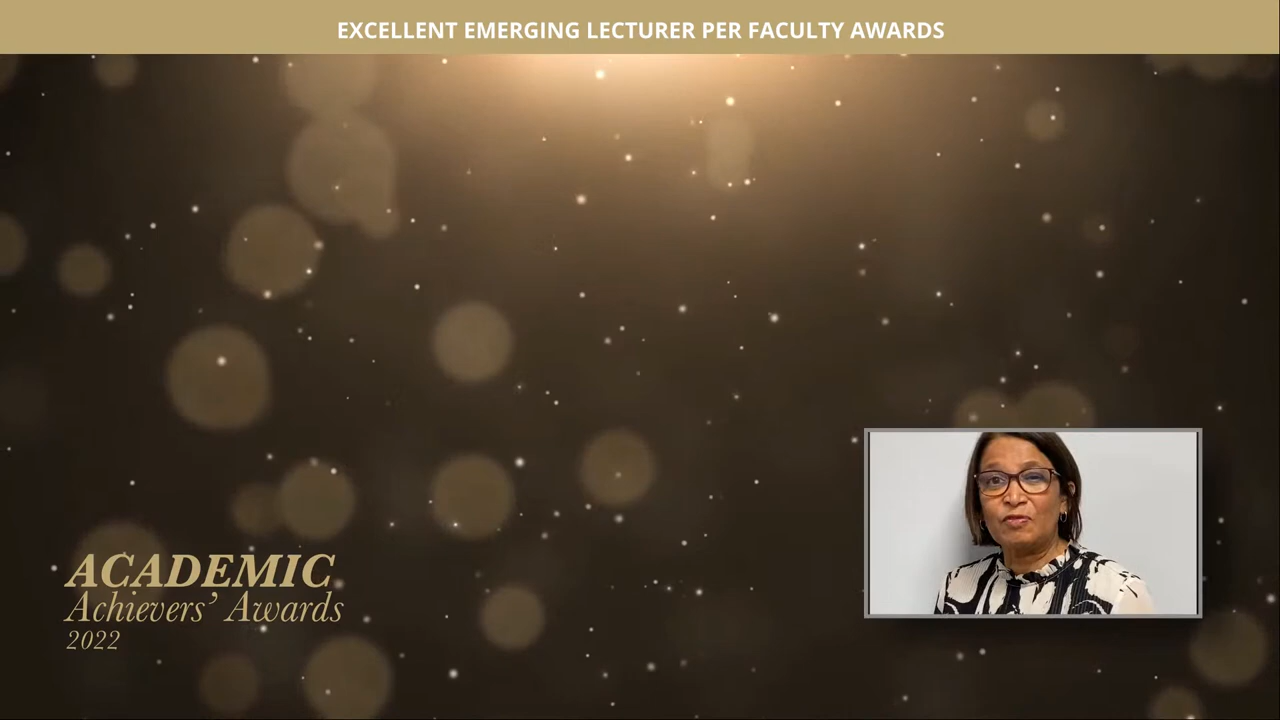 EXCELLENT EMERGING LECTURER PER FACULTY AWARDS
ACADEMIC
Achievers’ Awards
2022